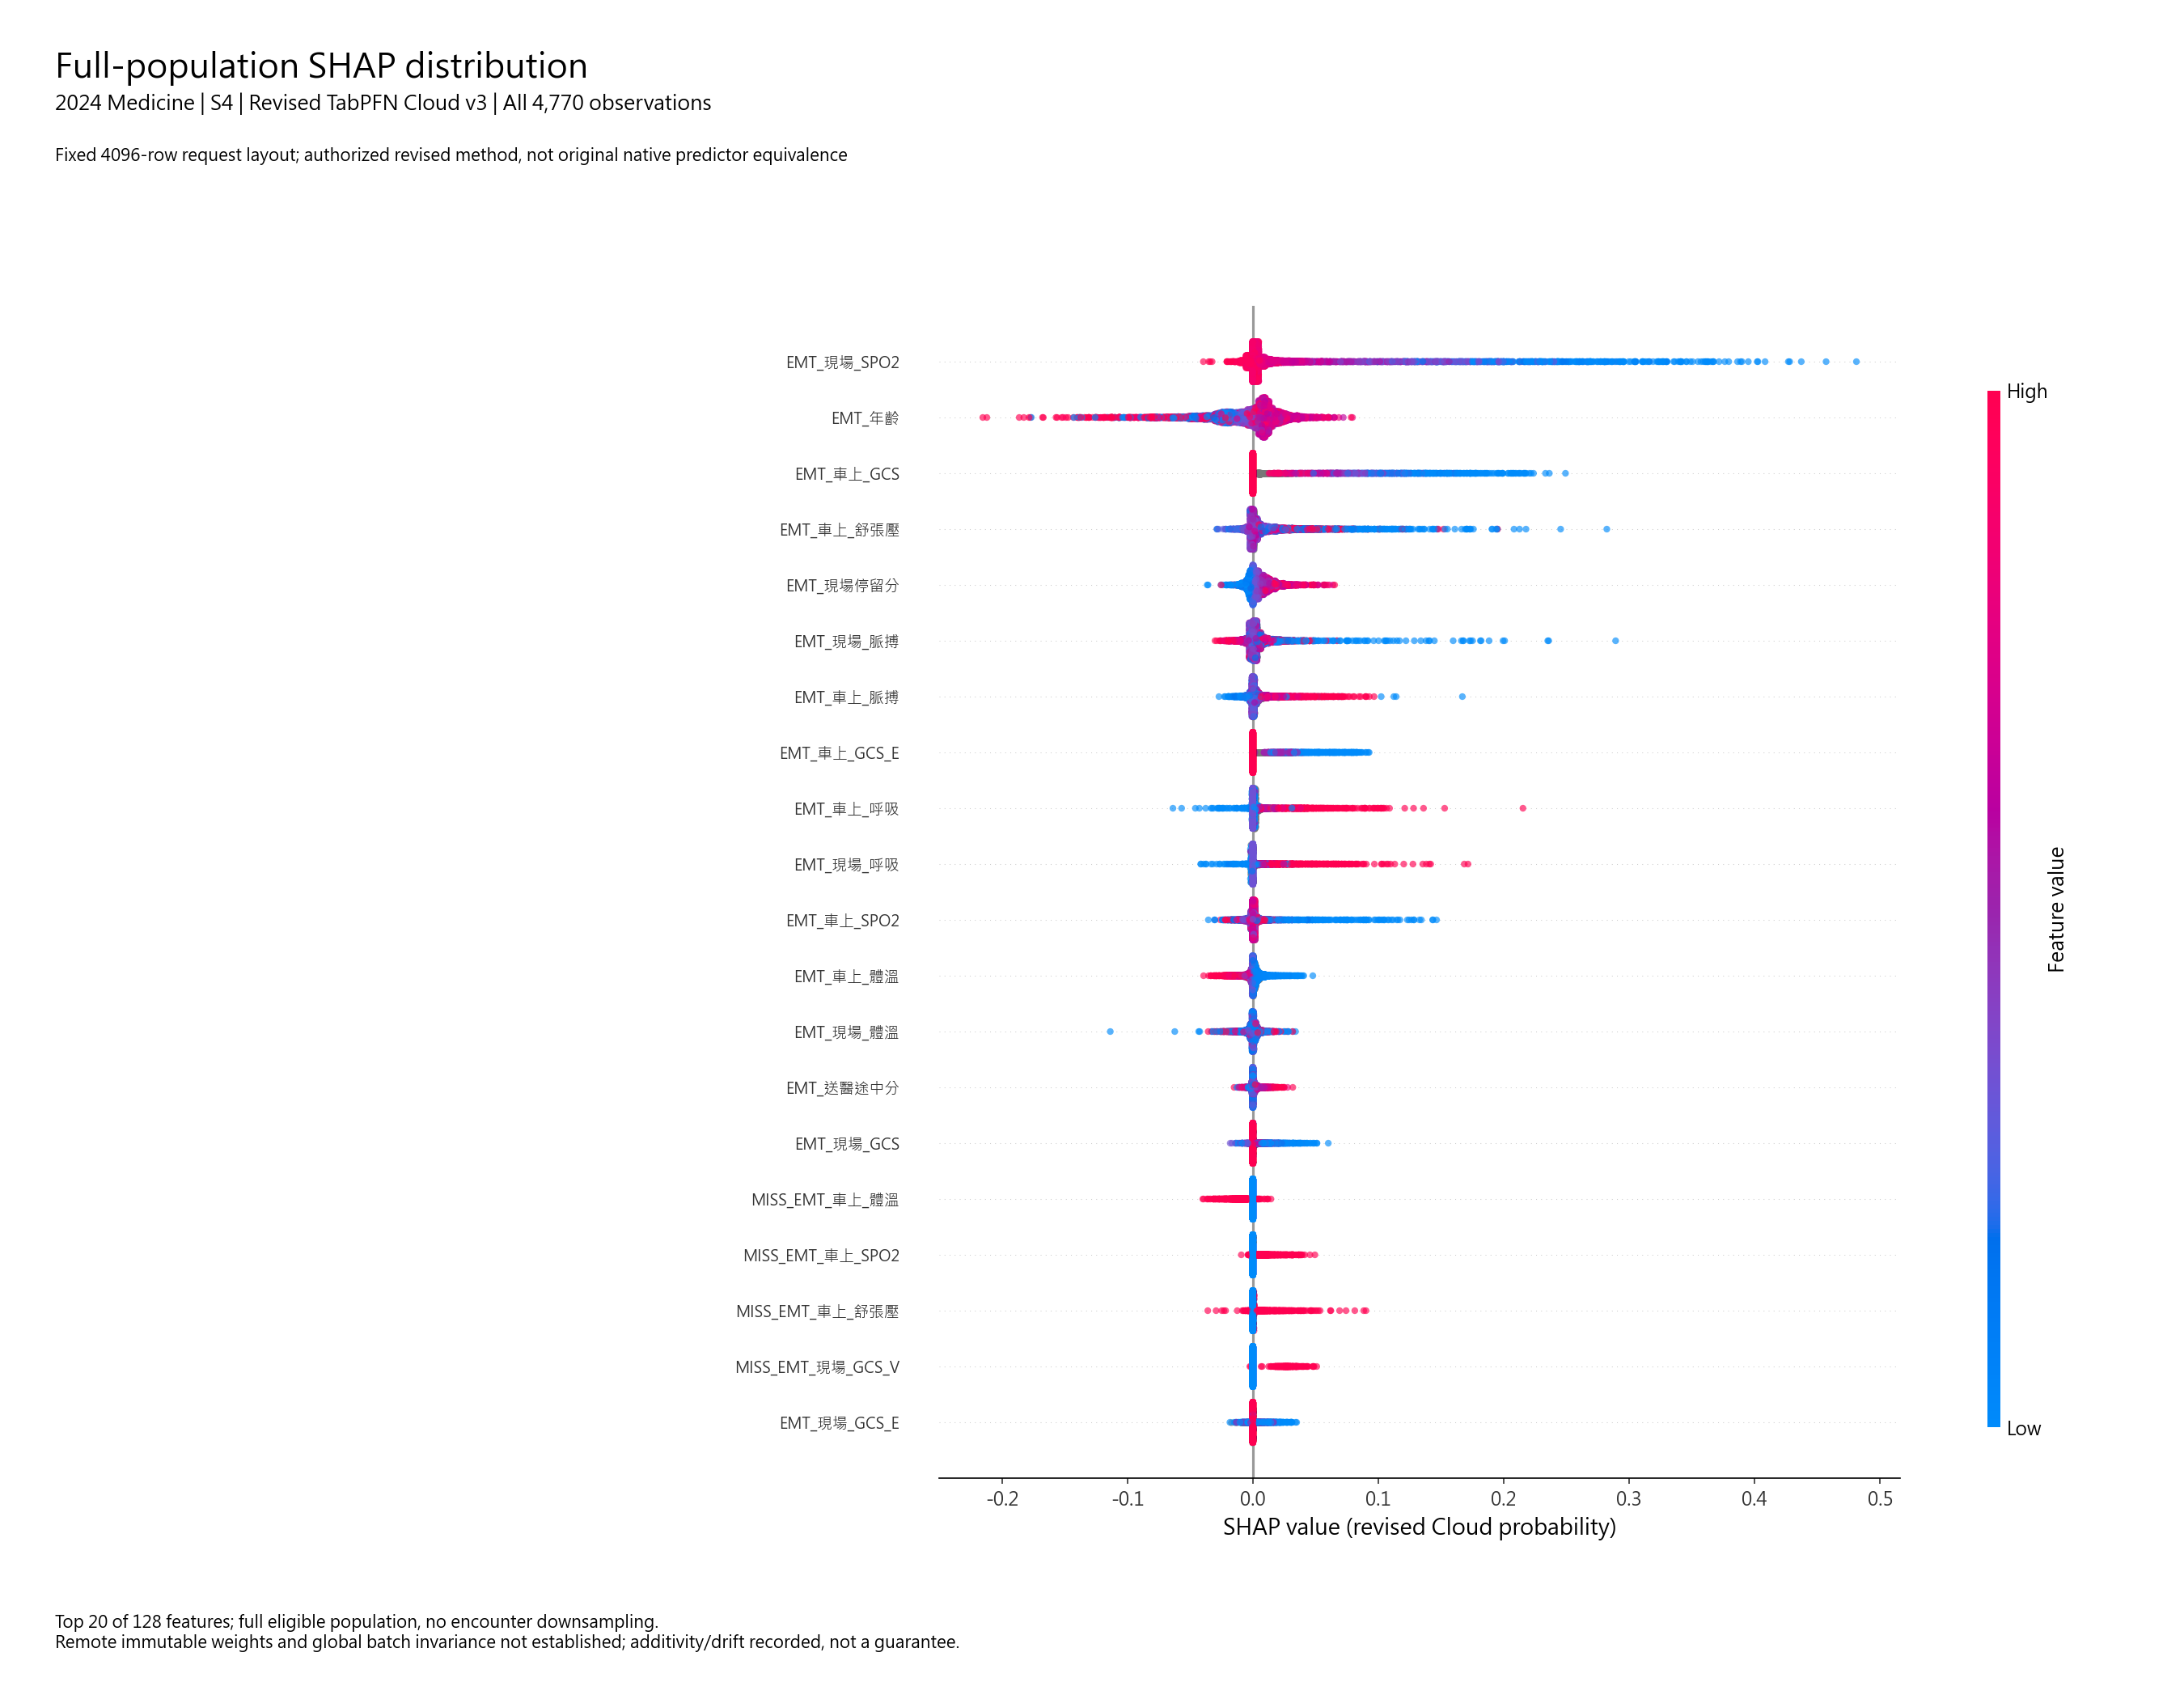 Full-population SHAP distribution
2024 Medicine | S4 | Revised TabPFN Cloud v3 | All 4,770 observations
Fixed 4096-row request layout; authorized revised method, not original native predictor equivalence
EMT_現場_SPO2
EMT_年齡
EMT_車上_GCS
EMT_車上_舒張壓
EMT_現場停留分
EMT_現場_脈搏
EMT_車上_脈搏
EMT_車上_GCS_E
EMT_車上_呼吸
EMT_現場_呼吸
EMT_車上_SPO2
EMT_車上_體溫
EMT_現場_體溫
EMT_送醫途中分
EMT_現場_GCS
MISS_EMT_車上_體溫
MISS_EMT_車上_SPO2
MISS_EMT_車上_舒張壓
MISS_EMT_現場_GCS_V
EMT_現場_GCS_E
-0.2 -0.1 0.0 0.1 0.2 0.3 0.4 0.5
SHAP value (revised Cloud probability)
High
Feature value
Low
Top 20 of 128 features; full eligible population, no encounter downsampling.
Remote immutable weights and global batch invariance not established; additivity/drift recorded, not a guarantee.